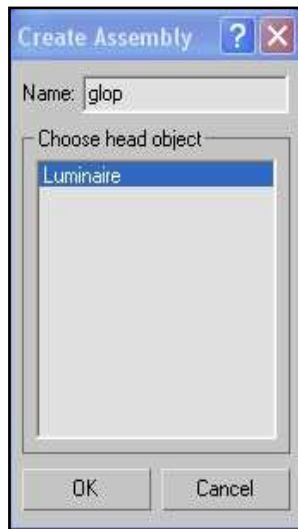 Create Assembly ? X
Name: glop
Choose head object
Luminaire
OK Cancel